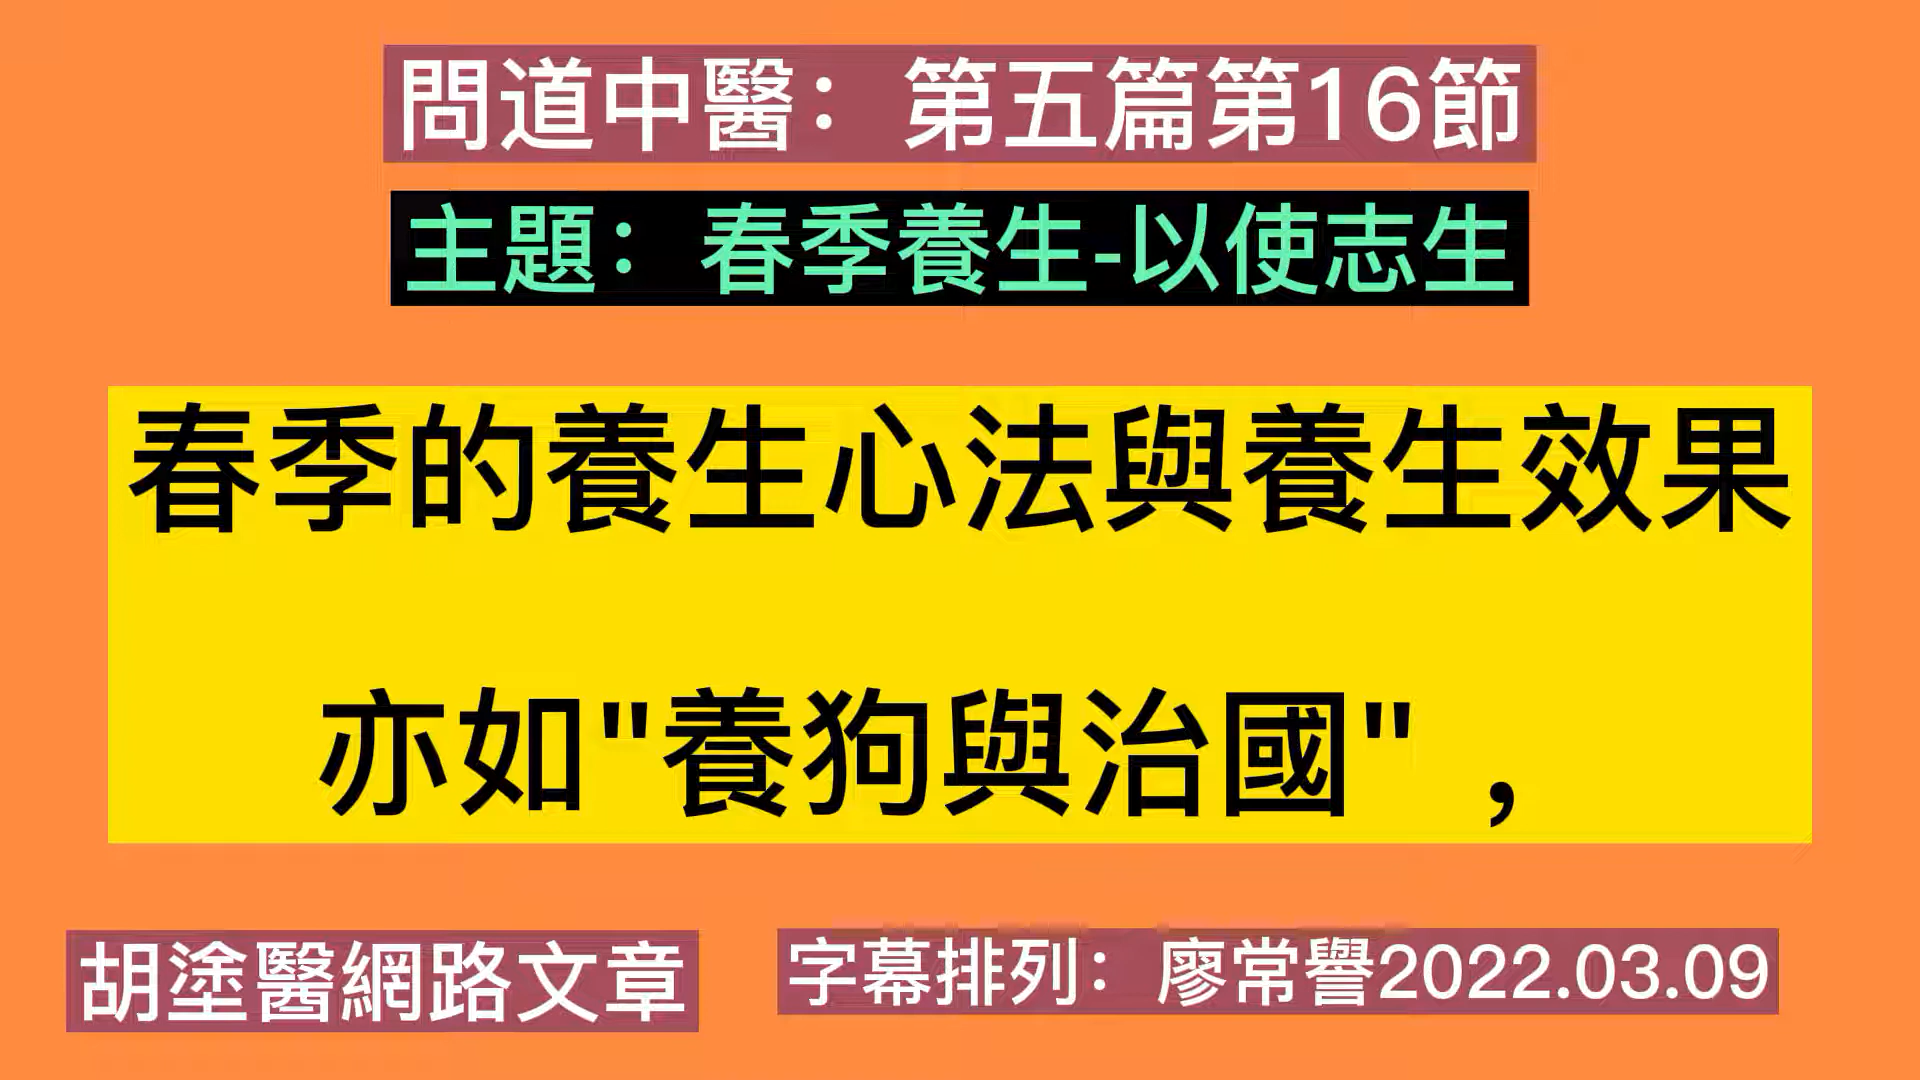 問道中醫：第五篇第16節
主題：春季養生-以使志生
春季的養生心法與養生效果
亦如"養狗與治國"，
胡塗醫網路文章
字幕排列：廖常譽2022.03.09